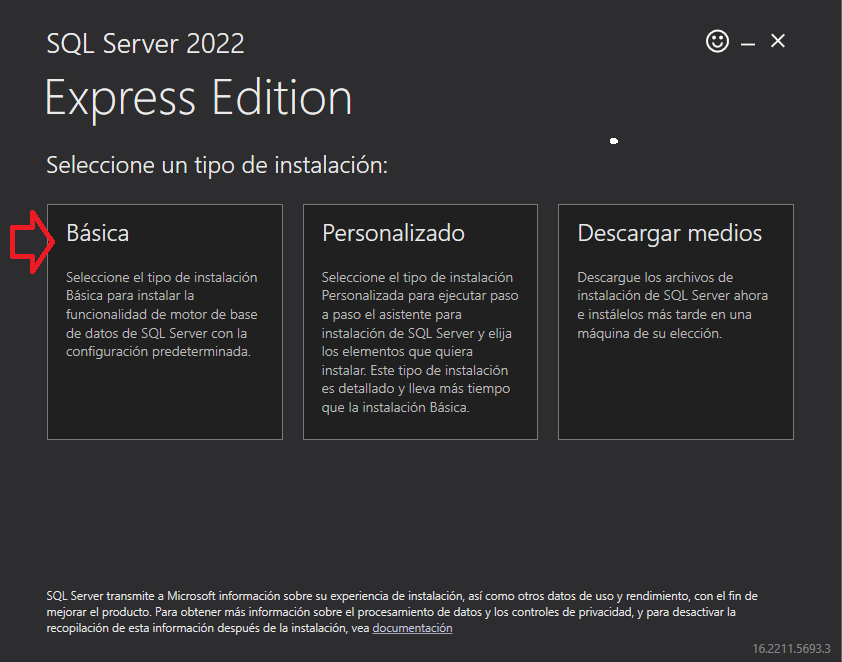 SQL Server 2022
Express Edition
Seleccione un tipo de instalación:
Básica
Seleccione el tipo de instalación
Básica para instalar la
funcionalidad de motor de base
de datos de SQL Server con la
configuración predeterminada.
Personalizado
Seleccione el tipo de instalación
Personalizada para ejecutar paso
a paso el asistente para
instalación de SQL Server y elija
los elementos que quiera
instalar. Este tipo de instalación
es detallado y lleva más tiempo
que la instalación Básica.
Descargar medios
Descargue los archivos de
instalación de SQL Server ahora
e instálelos más tarde en una
máquina de su elección.
SQL Server transmite a Microsoft información sobre su experiencia de instalación, así como otros datos de uso y rendimiento, con el fin de
mejorar el producto. Para obtener más información sobre el procesamiento de datos y los controles de privacidad, y para desactivar la
recopilación de esta información después de la instalación, vea documentación
16.2211.5693.3